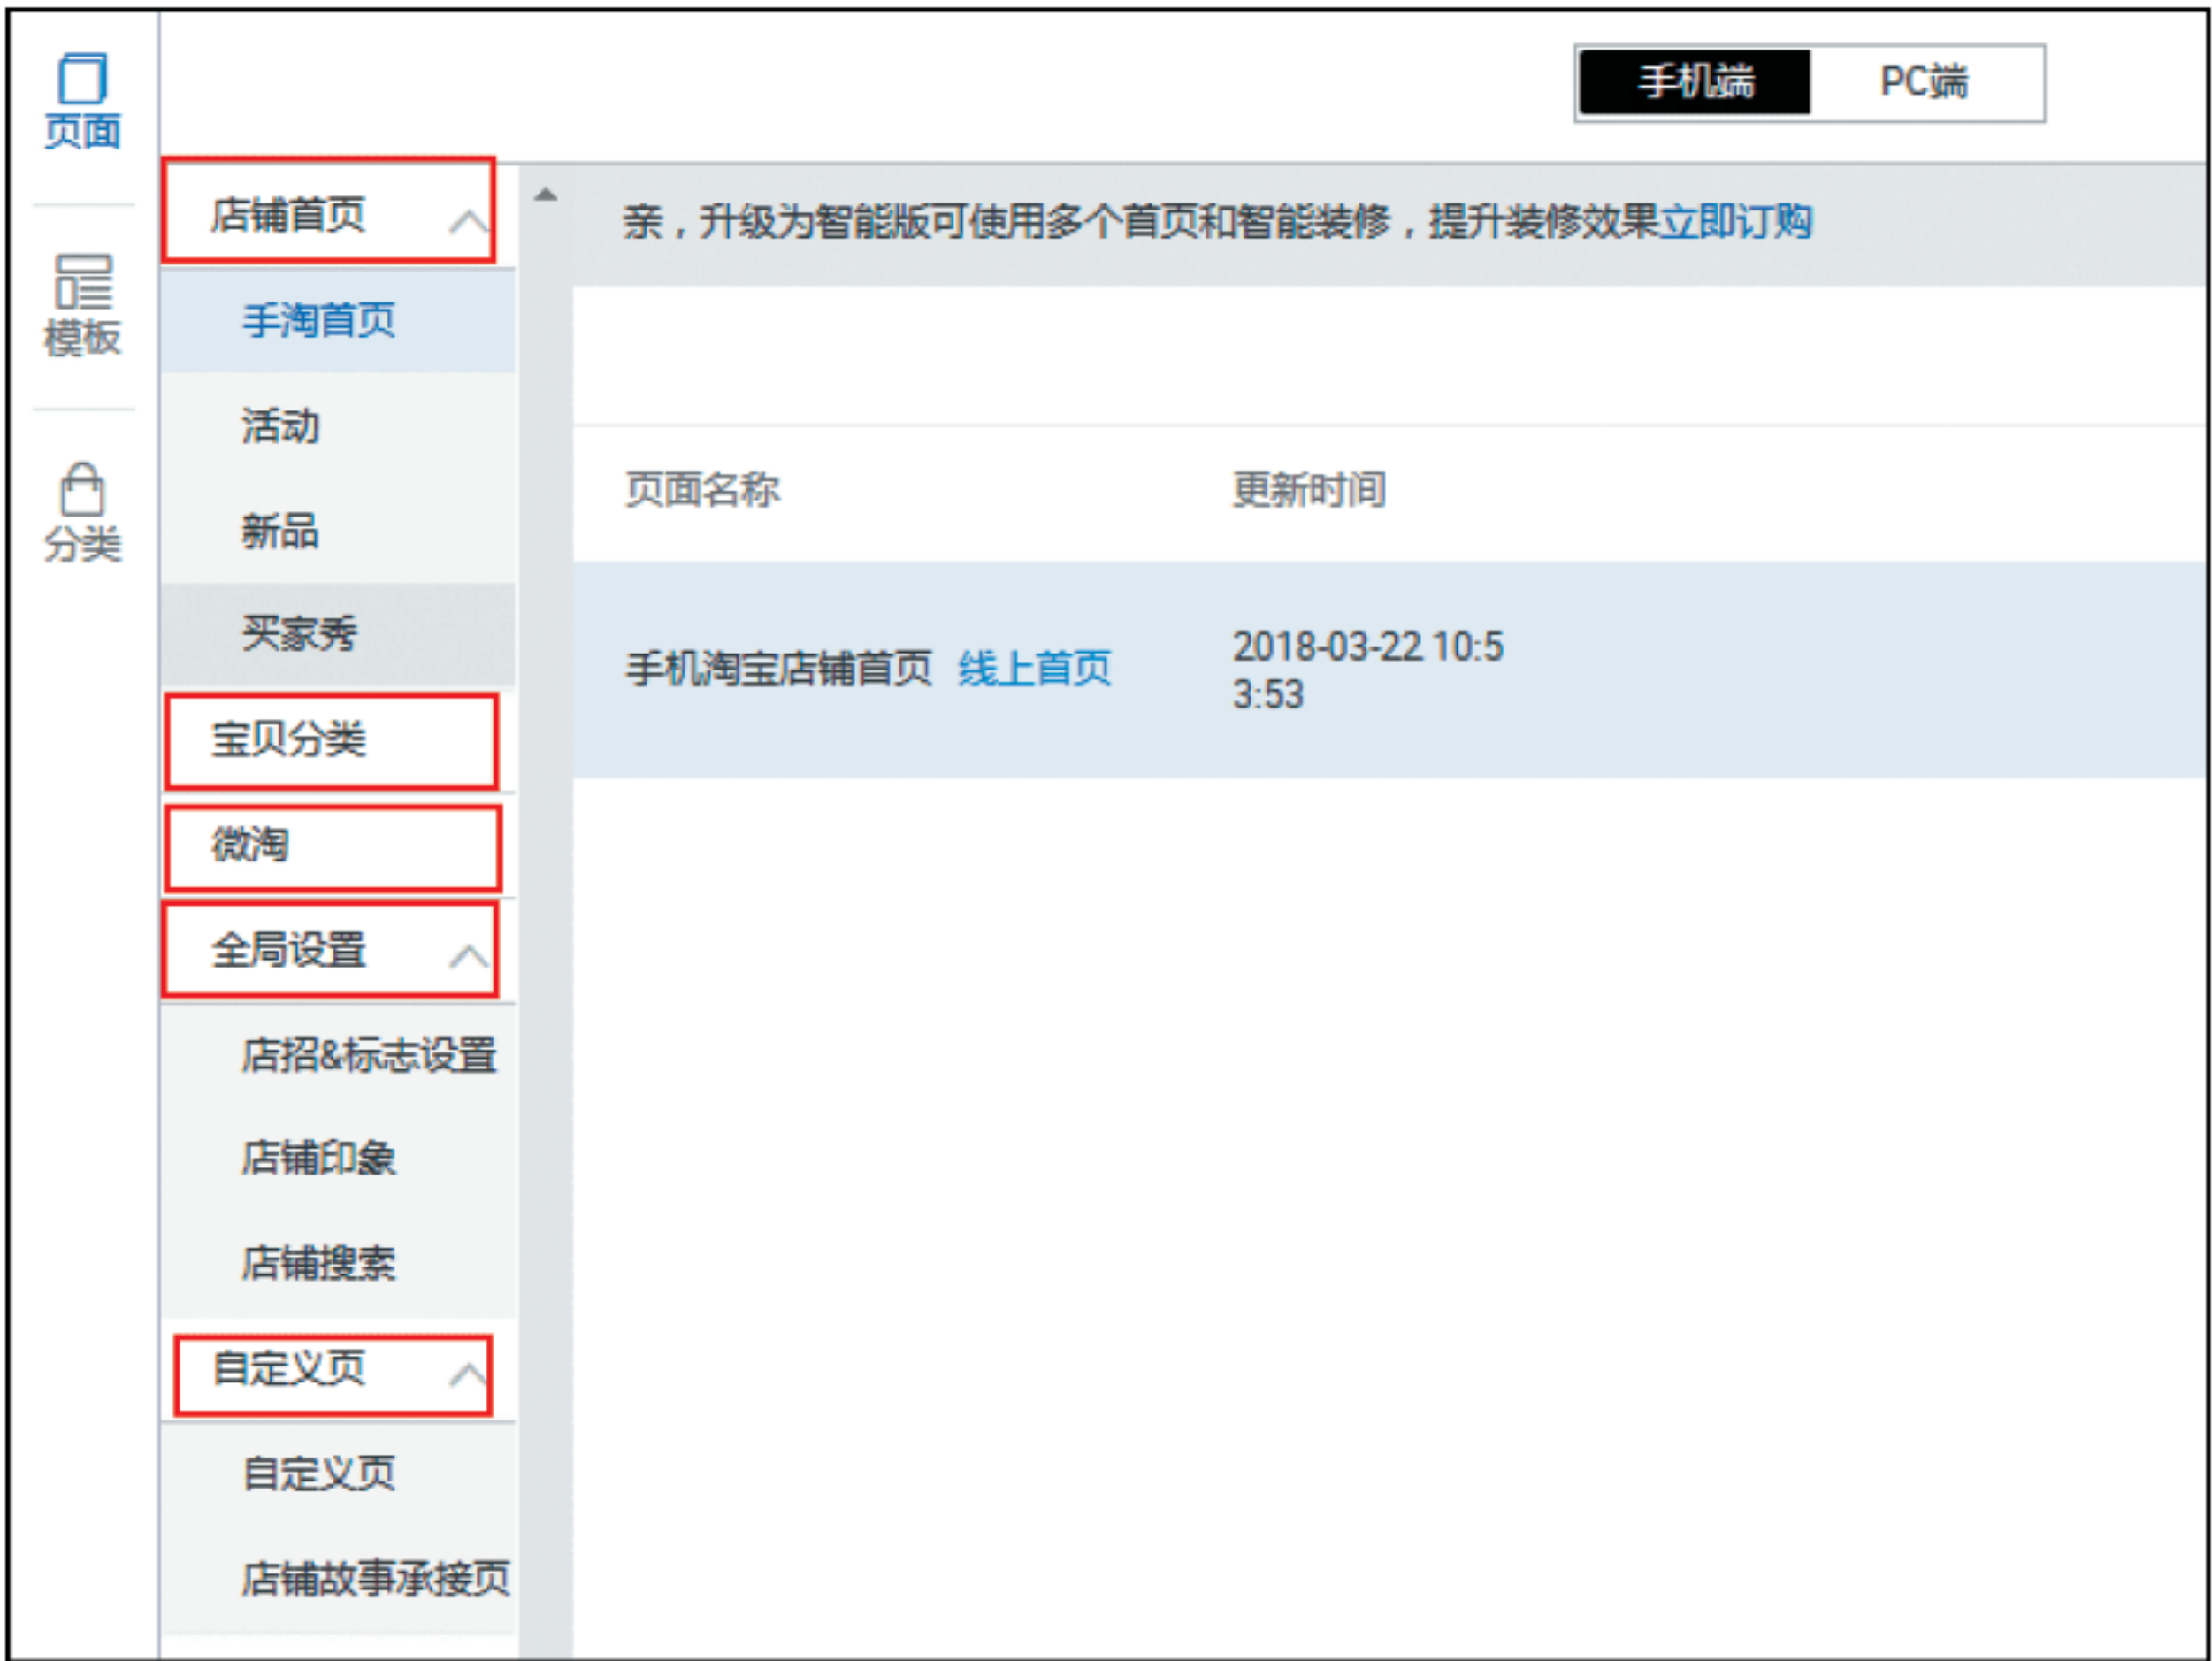 手机端
PC端
页面
模板
分类
店铺首页
手淘首页
活动
新品
买家秀
宝贝分类
微淘
全局设置
店招&标志设置
店铺印象
店铺搜索
自定义页
自定义页
店铺故事承接页
亲，升级为智能版可使用多个首页和智能装修，提升装修效果立即订购
页面名称 更新时间
手机淘宝店铺首页 线上首页
2018-03-22 10:5
3:53